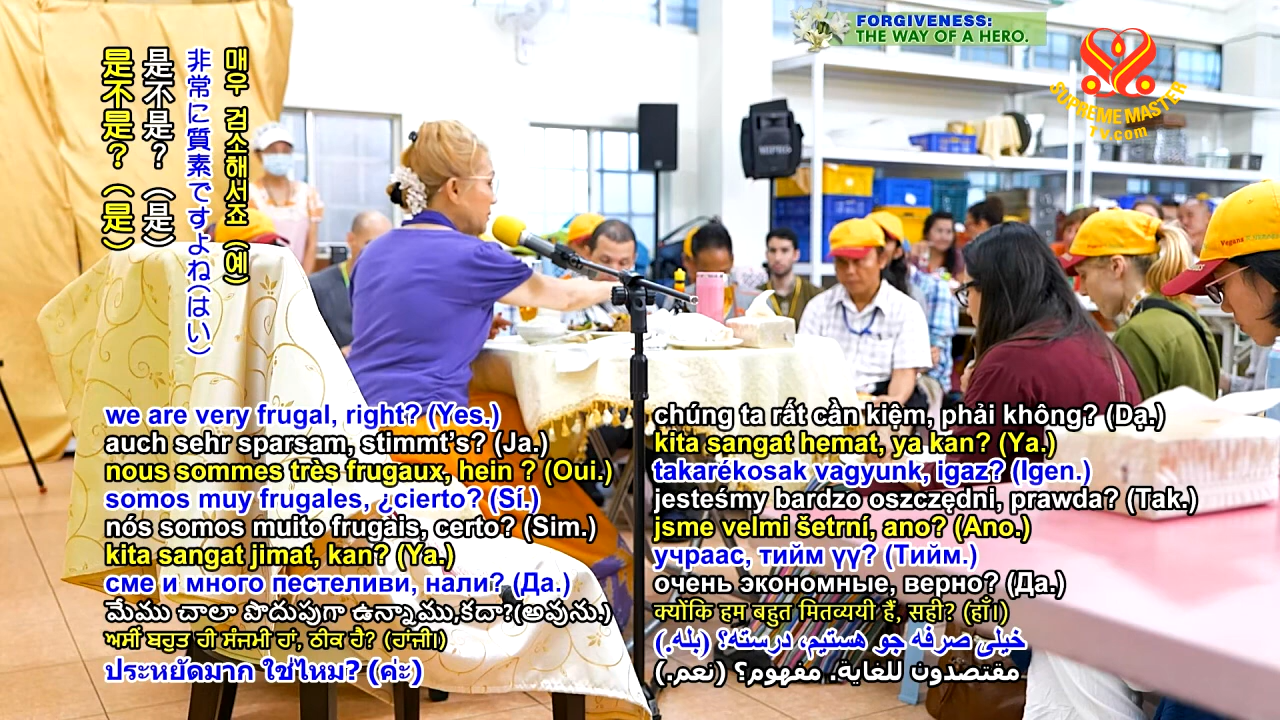 FORGIVENESS:
THE WAY OF A HERO.
SUPREME MASTER
TV.com
매우 검소해서죠 (예)
非常に質素ですよね(はい)
是不是？（是）
是不是？（是）
we are very frugal, right? (Yes.)
auch sehr sparsam, stimmt’s? (Ja.)
nous sommes très frugaux, hein ? (Oui.)
somos muy frugales, ¿cierto? (Sí.)
nós somos muito frugais, certo? (Sim.)
kita sangat jimat, kan? (Ya.)
сме и много пестеливи, нали? (Да.)
మేము చాలా పొదుపుగా ఉన్నాము,కదా?(అవును.)
ਅਸੀਂ ਬਹੁਤ ਹੀ ਸੰਜਮੀ ਹਾਂ, ਠੀਕ ਹੈ? (ਹਾਂਜੀ।)
ประหยัดมาก ใช่ไหม? (ค่ะ)
chúng ta rất cần kiệm, phải không? (Dạ.)
kita sangat hemat, ya kan? (Ya.)
takarékosak vagyunk, igaz? (Igen.)
jesteśmy bardzo oszczędni, prawda? (Tak.)
jsme velmi šetrní, ano? (Ano.)
учраас, тийм үү? (Тийм.)
очень экономные, верно? (Да.)
क्योंकि हम बहुत मितव्ययी हैं, सही? (हाँ।)
خیلی صرفه جو هستیم، درسته؟ (بله.)
مقتصدون للغاية، مفهوم؟ (نعم.)